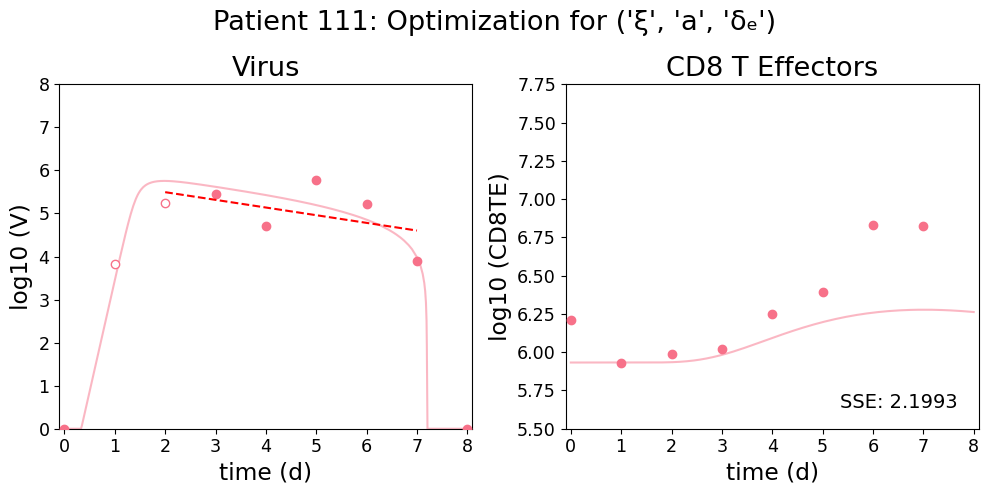 Patient 111: Optimization for ('ξ', 'a', 'δₑ')
Virus
CD8 T Effectors
8
7
6
5
4
3
2
1
0
log10 (V)
0 1 2 3 4 5 6 7 8
time (d)
7.75
7.50
7.25
7.00
6.75
6.50
6.25
6.00
5.75
5.50
log10 (CD8TE)
SSE: 2.1993
0 1 2 3 4 5 6 7 8
time (d)